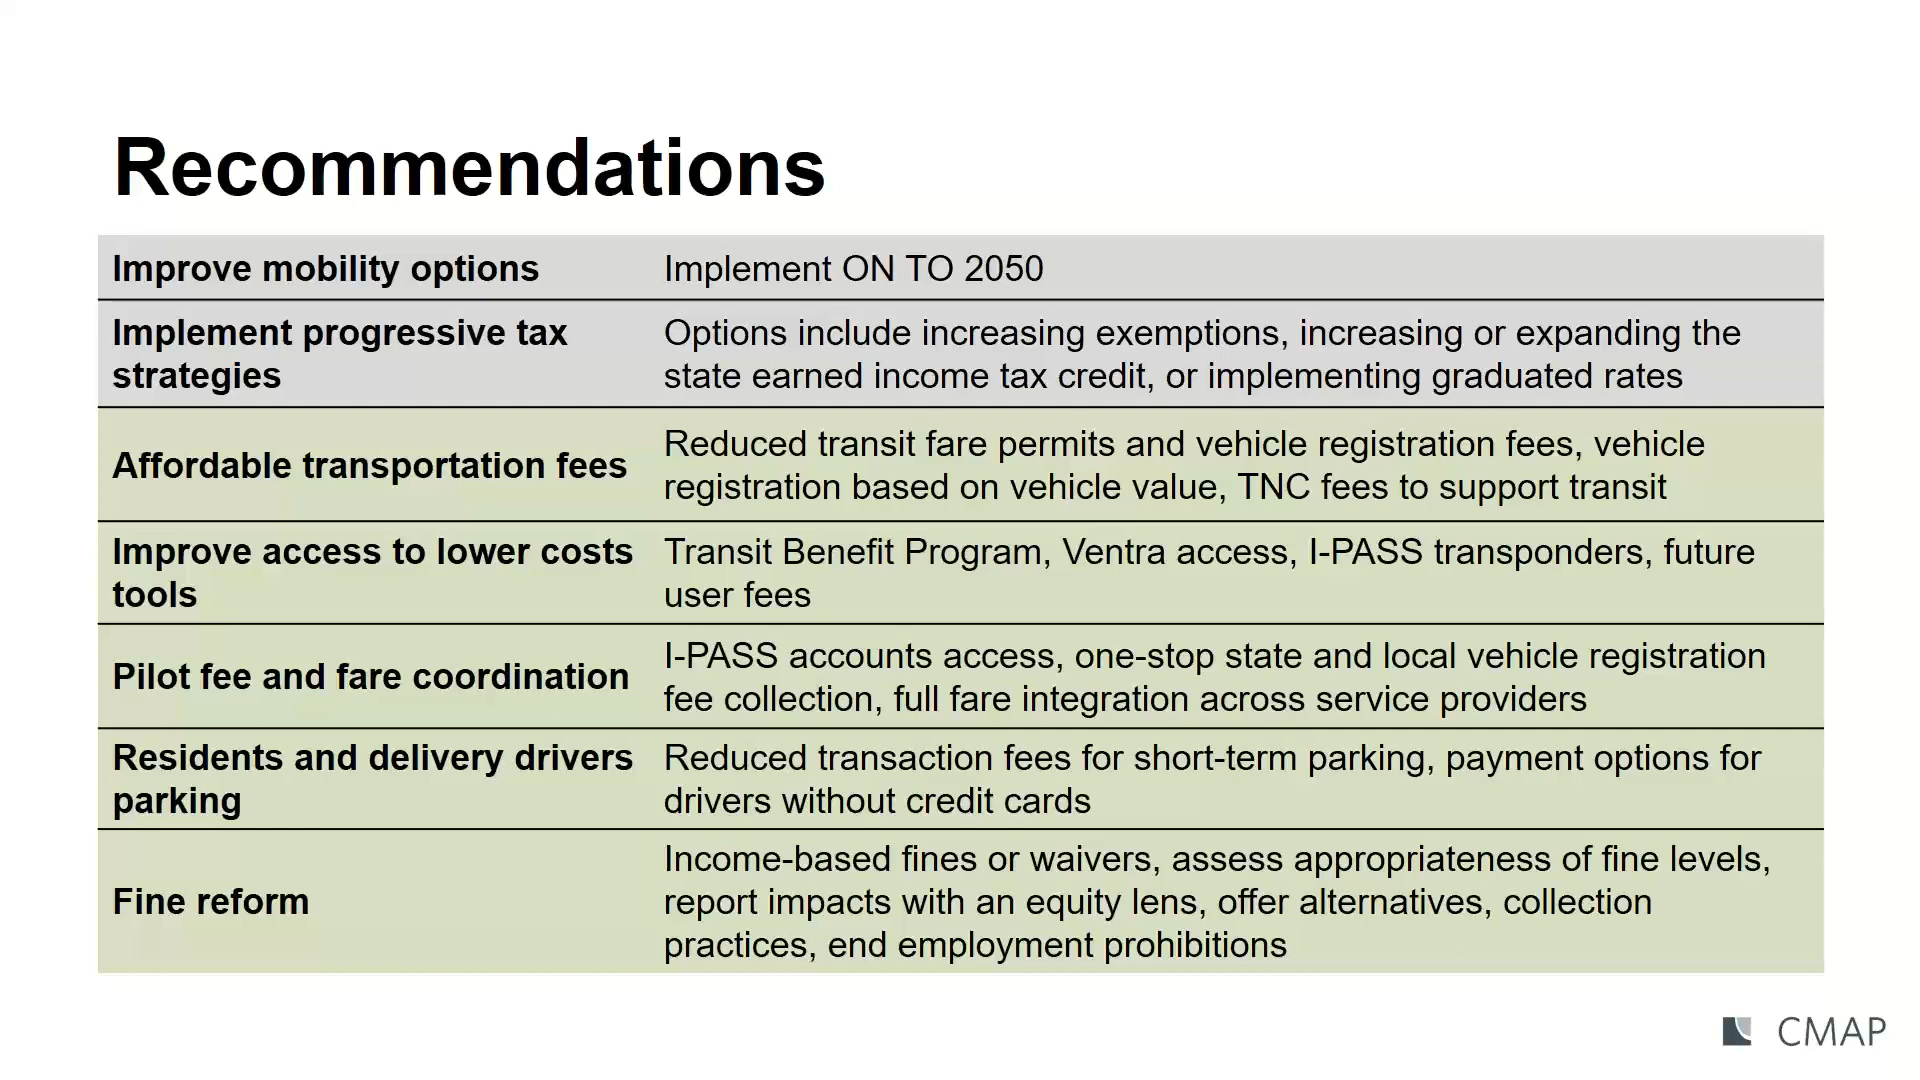 Recommendations
Improve mobility options
Implement ON TO 2050
Implement progressive tax
strategies
Options include increasing exemptions, increasing or expanding the
state earned income tax credit, or implementing graduated rates
Affordable transportation fees
Reduced transit fare permits and vehicle registration fees, vehicle
registration based on vehicle value, TNC fees to support transit
Improve access to lower costs
tools
Transit Benefit Program, Ventra access, I-PASS transponders, future
user fees
Pilot fee and fare coordination
I-PASS accounts access, one-stop state and local vehicle registration
fee collection, full fare integration across service providers
Residents and delivery drivers
parking
Reduced transaction fees for short-term parking, payment options for
drivers without credit cards
Fine reform
Income-based fines or waivers, assess appropriateness of fine levels,
report impacts with an equity lens, offer alternatives, collection
practices, end employment prohibitions
CMAP